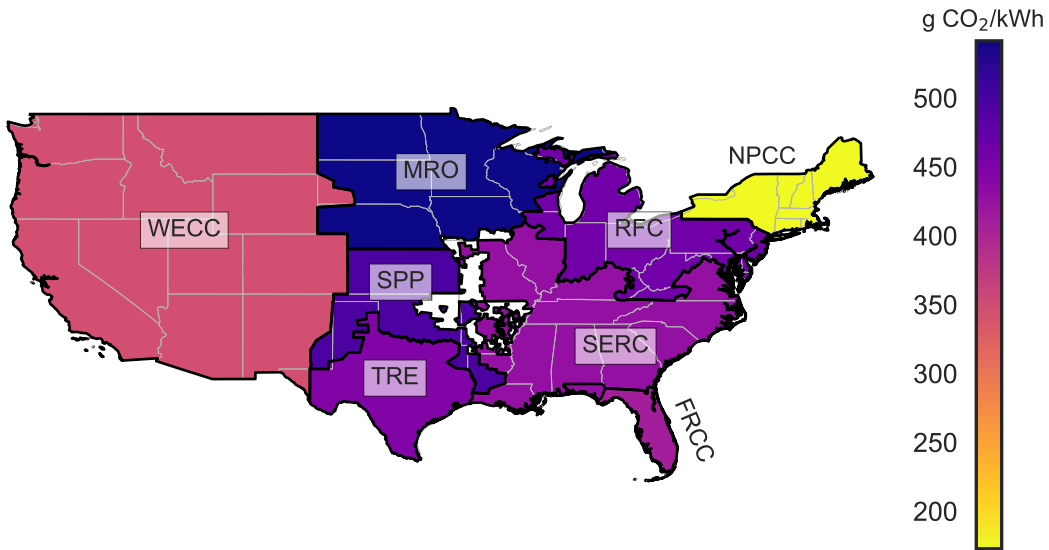 g CO₂/kWh
500
450
400
350
300
250
200
NPCC
MRO
WECC
RFC
SPP
SERC
TRE
FRCC